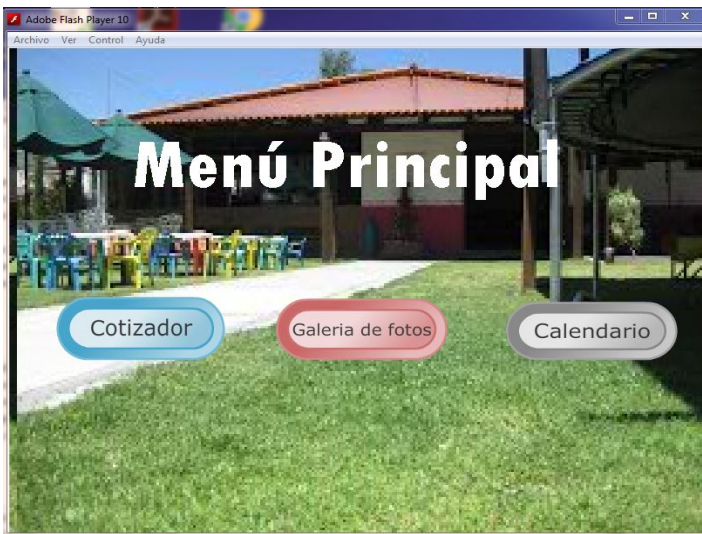 Adobe Flash Player 10
Archivo Ver Control Ayuda
Menú Principal
Cotizador
Galeria de fotos
Calendario